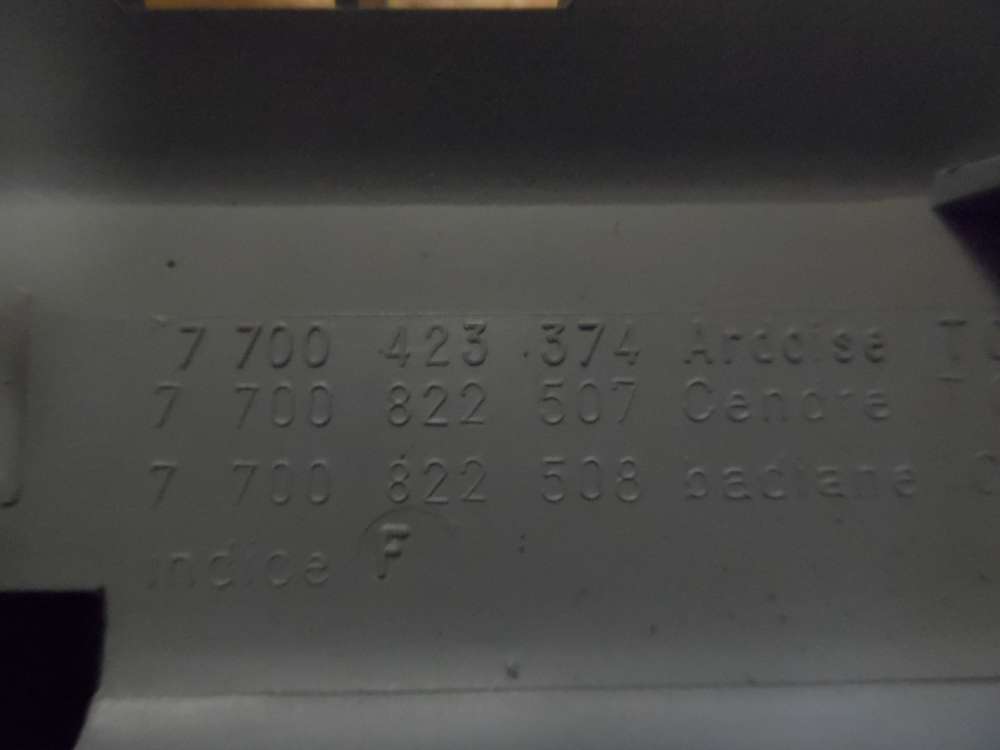 7 700 423 374 Ardoise T
7 700 822 507 Cendre T
7 700 822 508 badiane
indice F